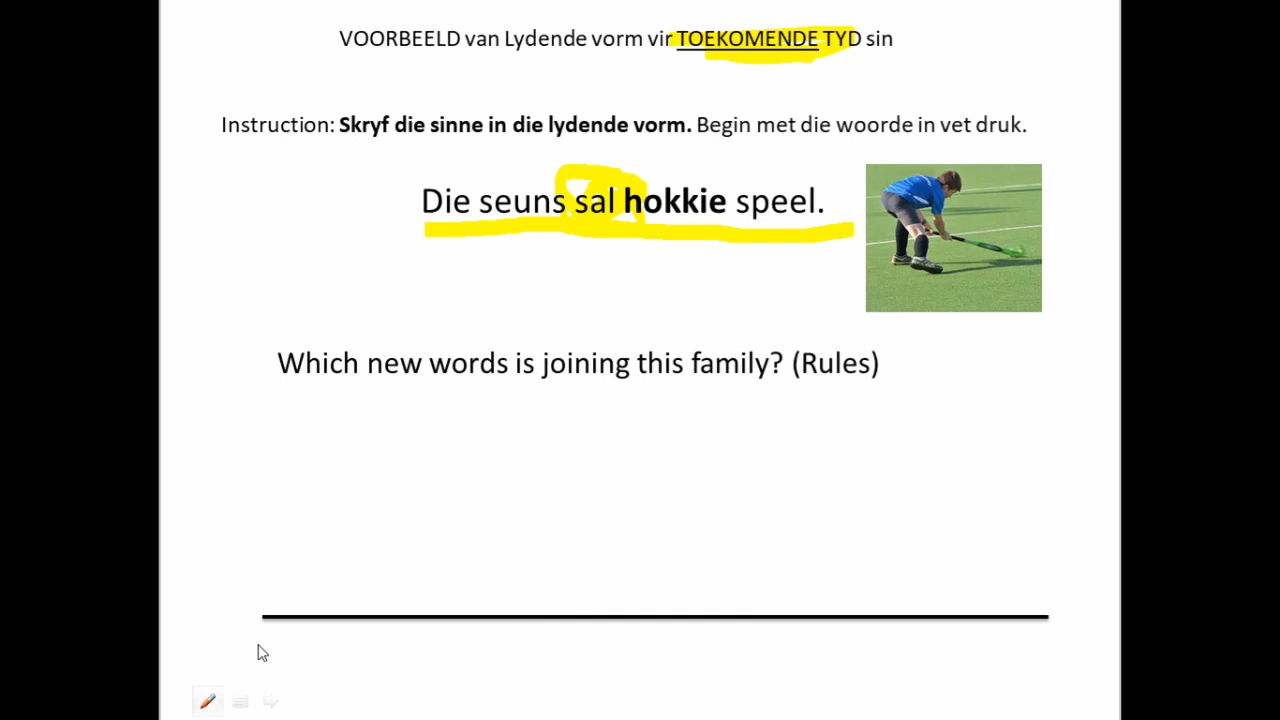 VOORBEELD van Lydende vorm vir TOEKOMENDE TYD sin
Instruction: Skryf die sinne in die lydende vorm. Begin met die woorde in vet druk.
Die seuns sal hokkie speel.
Which new words is joining this family? (Rules)